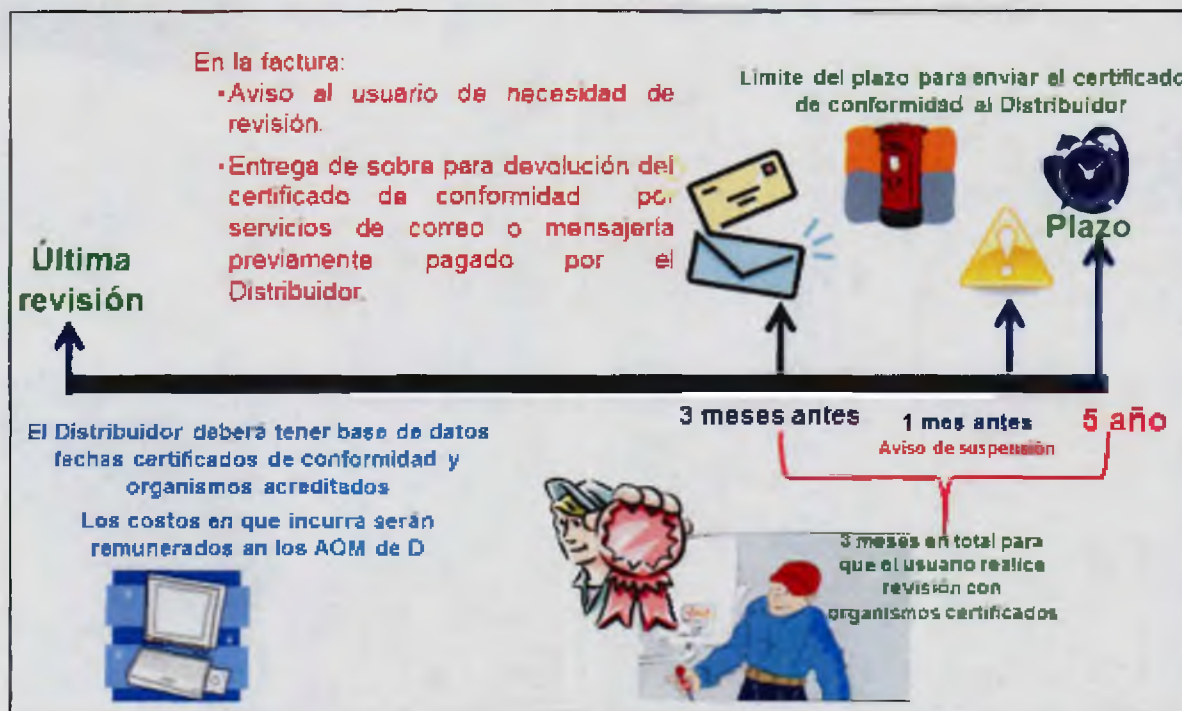 En la factura:
•Aviso al usuario de necesidad de
revisión.
•Entrega de sobre para devolución del
certificado de conformidad por
servicios de correo o mensajería
previamente pagado por el
Distribuidor.
Límite del plazo para enviar el certificado
de conformidad al Distribuidor
Plazo
Última
revisión
3 meses antes
1 mes antes
Aviso de suspensión
5 año
El Distribuidor deberá tener base de datos
fechas certificados de conformidad y
organismos acreditados
Los costos en que incurra serán
remunerados en los AOM de D
3 meses en total para
que el usuario realice
revisión con
organismos certificados